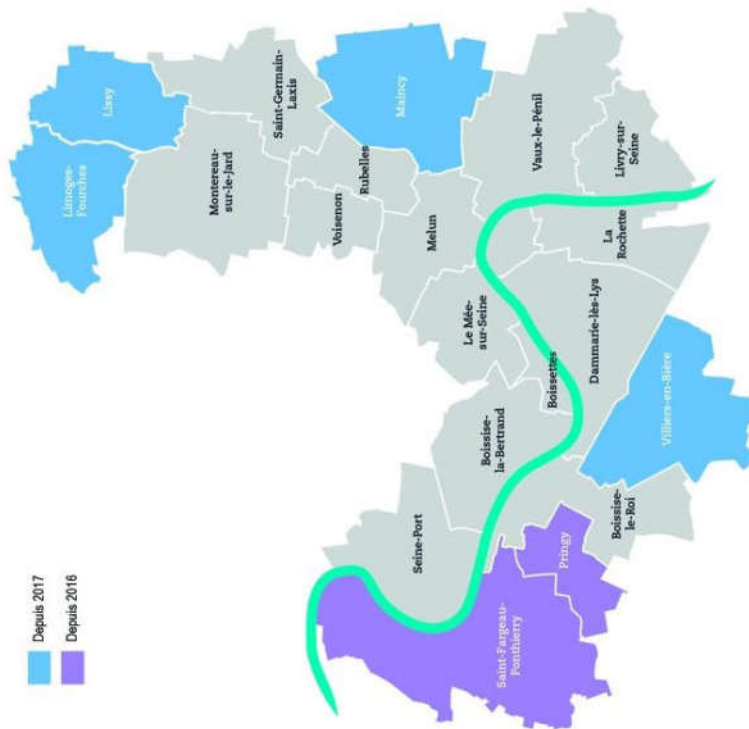 Depuis 2017
Depuis 2016
Limoges-
Fourches
Lissy
Montereau-
sur-le-Jard
Saint-Germain-
Laxis
Voisenon
Rubelles
Maincy
Melun
Le Mée-
sur-Seine
Vaux-le-Pénil
Livry-sur-
Seine
La
Rochette
Dammarie-lès-Lys
Boissettes
Boissise-
la-Bertrand
Seine-Port
Villiers-en-Bière
Boissise-
le-Roi
Pringy
Saint-Fargeau-
Ponthierry